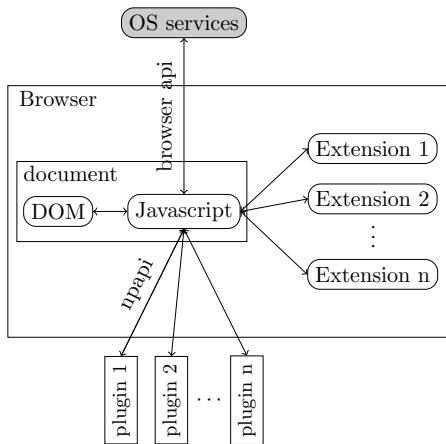 OS services
browser api
Browser
document
DOM
Javascript
Extension 1
Extension 2
⋮
Extension n
npapi
plugin 1
plugin 2
...
plugin n